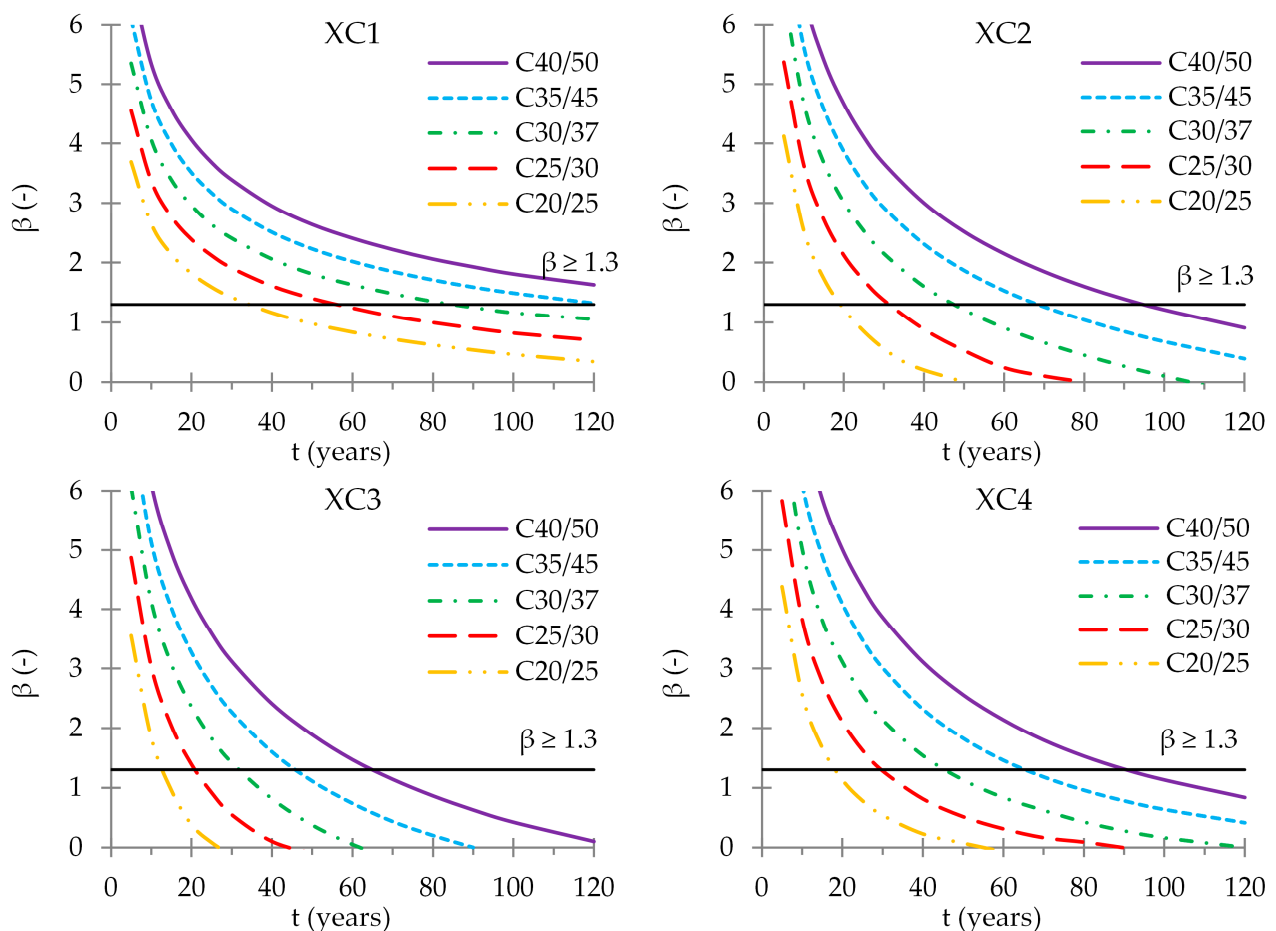 XC1
6
5
4
3
2
1
0
β (-)
C40/50
C35/45
C30/37
C25/30
C20/25
β ≥ 1.3
0 20 40 60 80 100 120
t (years)
XC2
6
5
4
3
2
1
0
β (-)
C40/50
C35/45
C30/37
C25/30
C20/25
β ≥ 1.3
0 20 40 60 80 100 120
t (years)
XC3
6
5
4
3
2
1
0
β (-)
C40/50
C35/45
C30/37
C25/30
C20/25
β ≥ 1.3
0 20 40 60 80 100 120
t (years)
XC4
6
5
4
3
2
1
0
β (-)
C40/50
C35/45
C30/37
C25/30
C20/25
β ≥ 1.3
0 20 40 60 80 100 120
t (years)